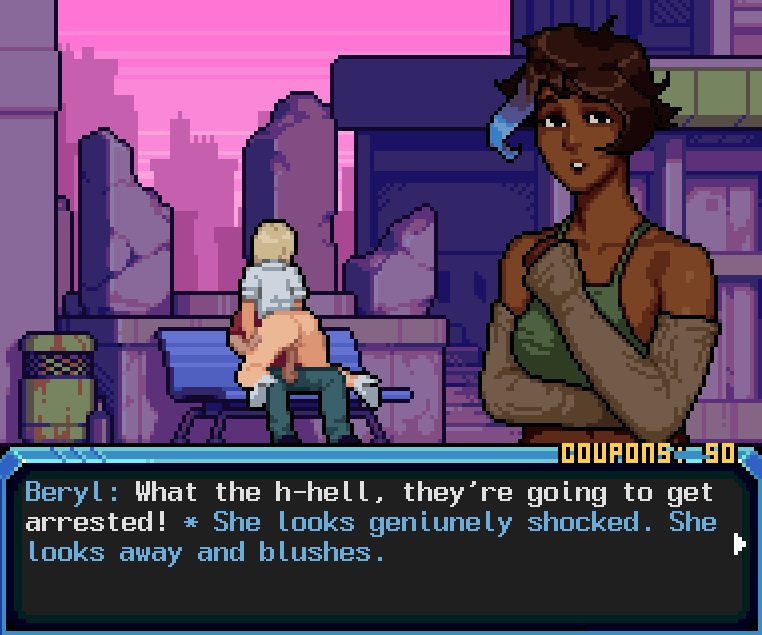 COUPONS: 90
Beryl: What the h-hell, they're going to get
arrested! * She looks geniunely shocked. She
looks away and blushes.